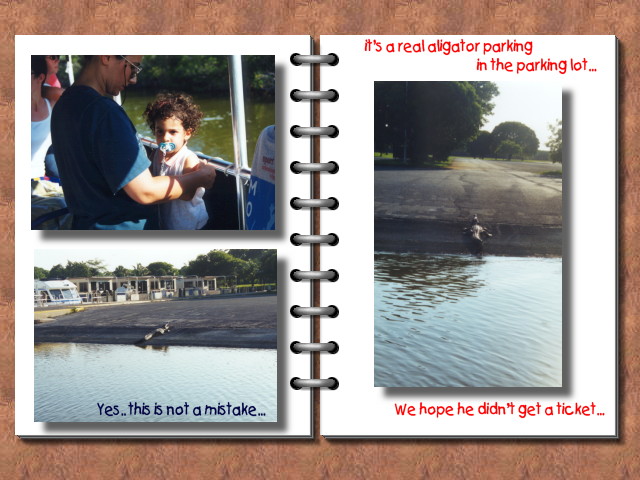 Yes.. this is not a mistake...
it's a real aligator parking
in the parking lot...
We hope he didn't get a ticket...